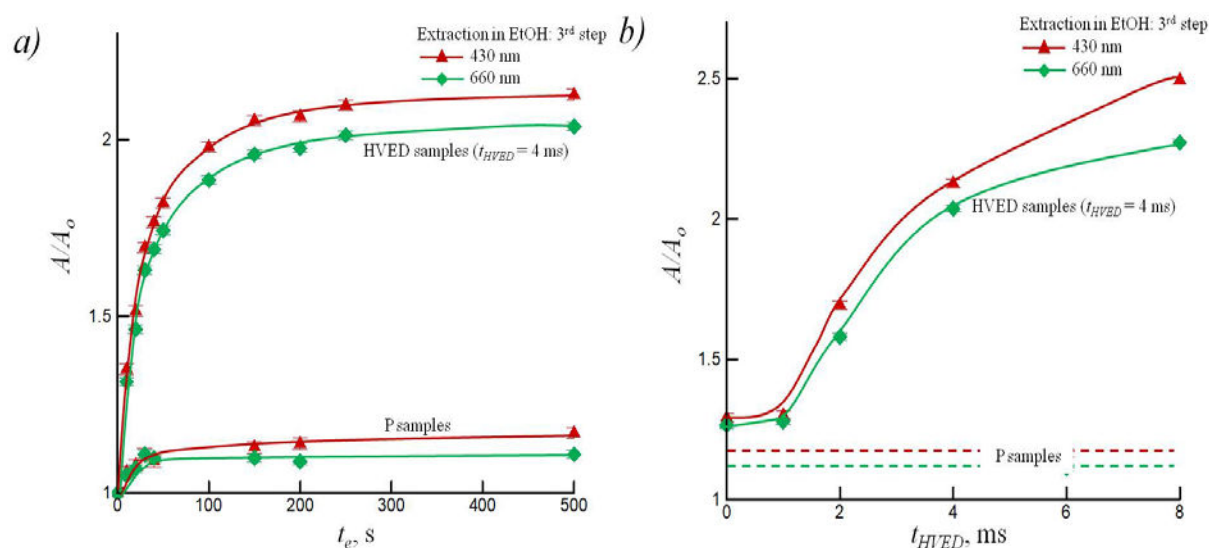 a)
Extraction in EtOH: 3rd step
430 nm
660 nm
HVED samples (tHVED = 4 ms)
P samples
A/Ao
2
1.5
1
0
100
200
300
400
500
te, s
b)
Extraction in EtOH: 3rd step
430 nm
660 nm
HVED samples (tHVED = 4 ms)
P samples
A/Ao
2.5
2
1.5
1
0
2
4
6
8
tHVED, ms